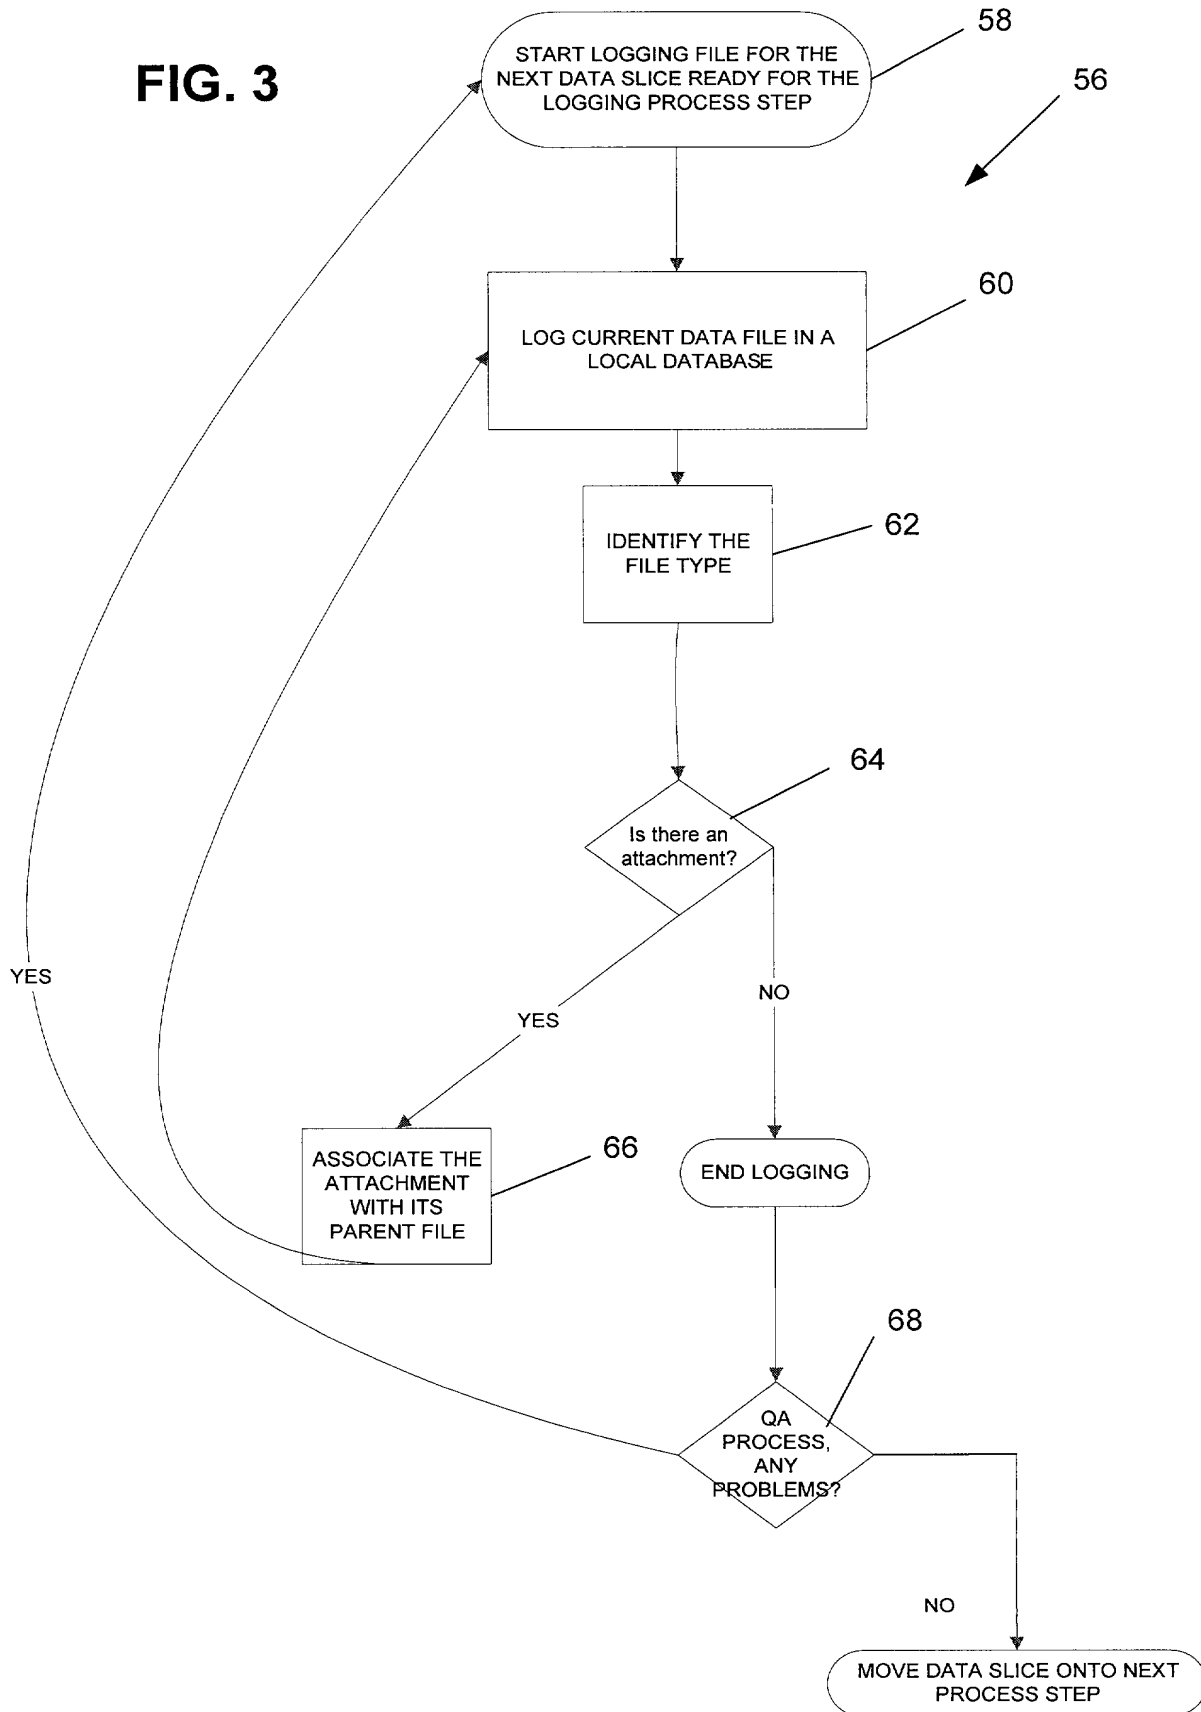 FIG. 3
START LOGGING FILE FOR THE
NEXT DATA SLICE READY FOR THE
LOGGING PROCESS STEP
58
56
LOG CURRENT DATA FILE IN A
LOCAL DATABASE
60
IDENTIFY THE
FILE TYPE
62
Is there an
attachment?
64
YES
NO
YES
ASSOCIATE THE
ATTACHMENT
WITH ITS
PARENT FILE
66
END LOGGING
QA
PROCESS,
ANY
PROBLEMS?
68
NO
MOVE DATA SLICE ONTO NEXT
PROCESS STEP